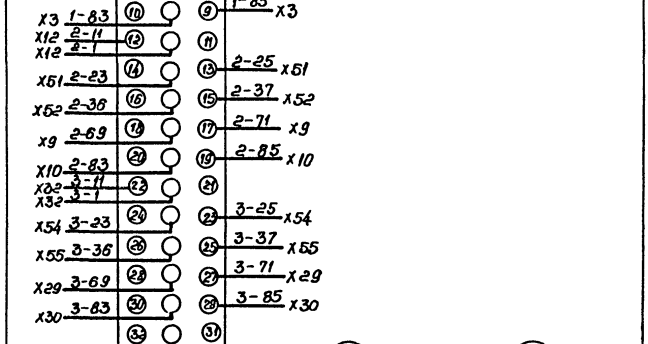 1-85 X3
X3 1-83 10 9
X12 2-11 12 11
X12 2-1
X51 2-23 14 13 2-25 X51
X52 2-36 16 15 2-37 X52
X9 2-69 18 17 2-71 X9
X10 2-83 20 19 2-85 X10
X32 3-11 22 21
X32 3-1
X54 3-23 24 23 3-25 X54
X55 3-36 26 25 3-37 X55
X29 3-69 28 27 3-71 X29
X30 3-83 30 28 3-85 X30
32 31